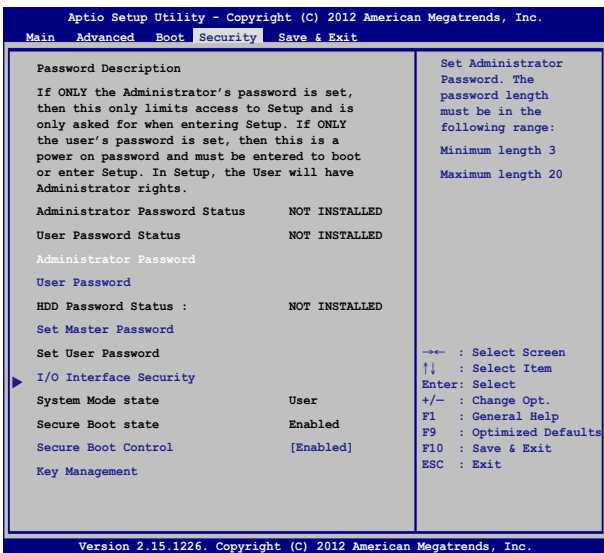 Aptio Setup Utility - Copyright (C) 2012 American Megatrends, Inc.
Main Advanced Boot Security Save & Exit
Password Description
If ONLY the Administrator's password is set,
then this only limits access to Setup and is
only asked for when entering Setup. If ONLY
the user's password is set, then this is a
power on password and must be entered to boot
or enter Setup. In Setup, the User will have
Administrator rights.
Administrator Password Status NOT INSTALLED
User Password Status NOT INSTALLED
Administrator Password
User Password
HDD Password Status : NOT INSTALLED
Set Master Password
Set User Password
I/O Interface Security
System Mode state User
Secure Boot state Enabled
Secure Boot Control [Enabled]
Key Management
Set Administrator
Password. The
password length
must be in the
following range:
Minimum length 3
Maximum length 20
→← : Select Screen
↑↓ : Select Item
Enter: Select
+/— : Change Opt.
F1 : General Help
F9 : Optimized Defaults
F10 : Save & Exit
ESC : Exit
Version 2.15.1226. Copyright (C) 2012 American Megatrends, Inc.